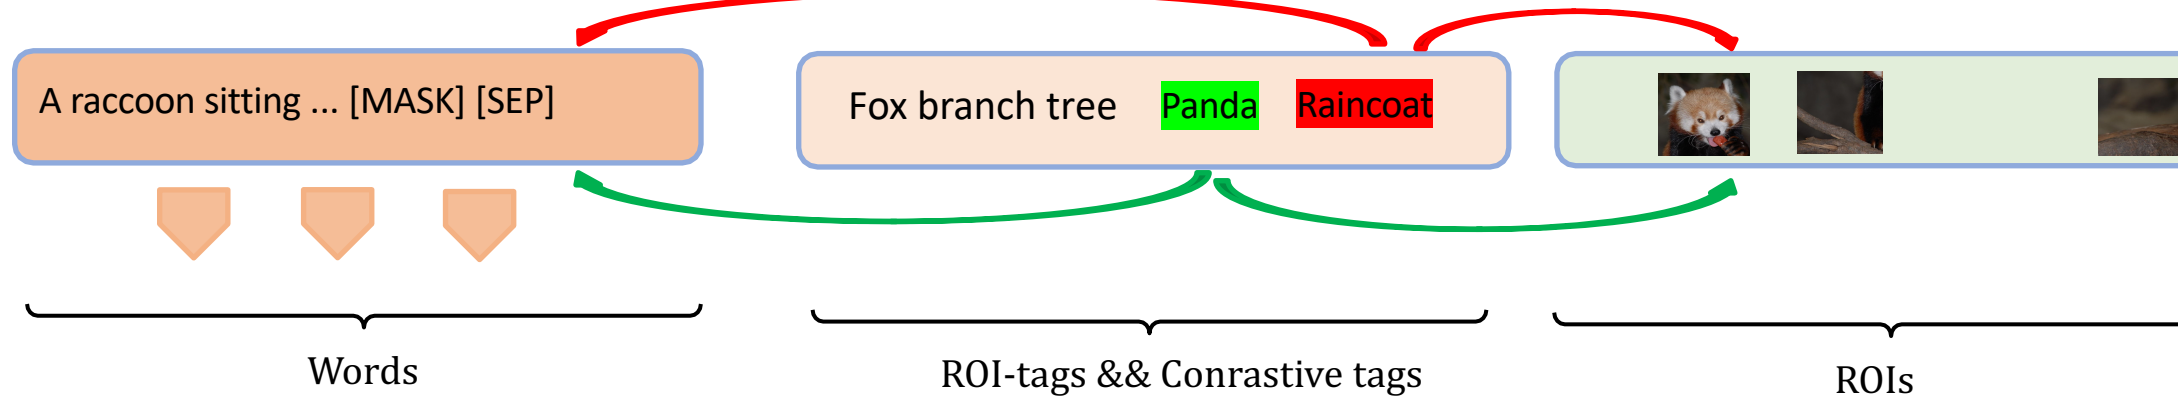 A raccoon sitting ... [MASK] [SEP]
Fox branch tree Panda Raincoat
Words
ROI-tags && Conrastive tags
ROIs